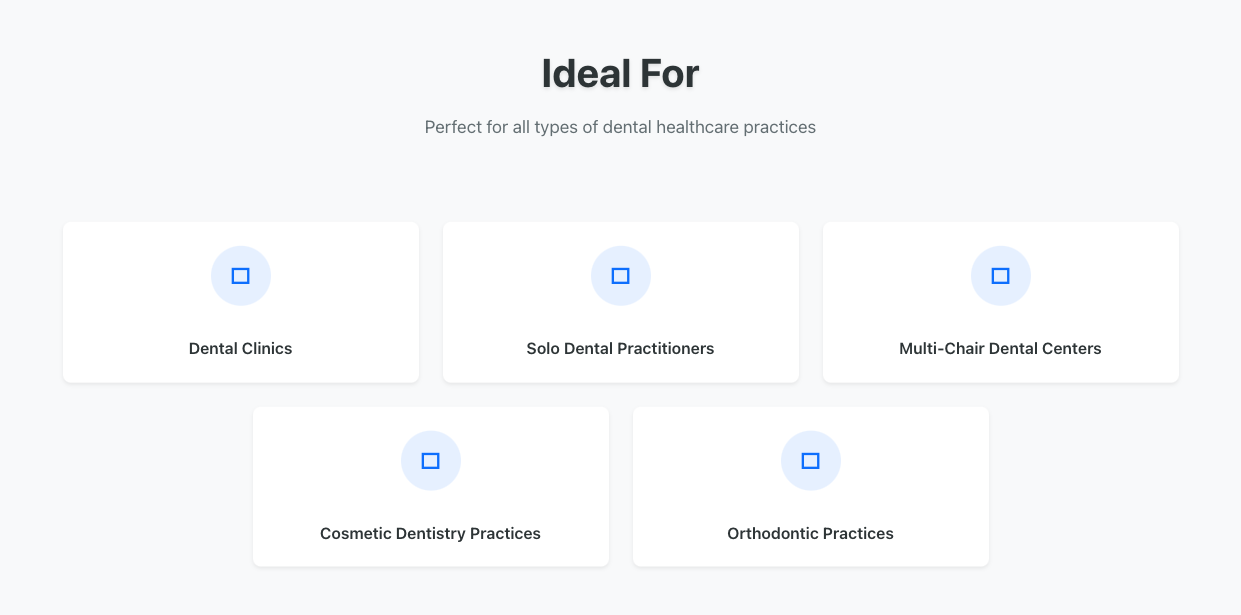 Ideal For
Perfect for all types of dental healthcare practices
Dental Clinics
Solo Dental Practitioners
Multi-Chair Dental Centers
Cosmetic Dentistry Practices
Orthodontic Practices